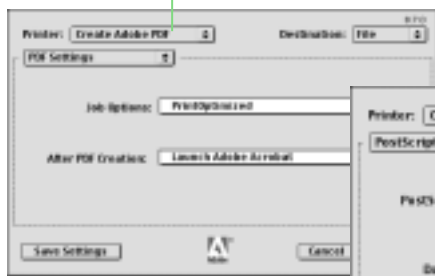 Printer: Create Adobe PDF Destination: File
PDF Settings
Job Options: PrintOptimized
After PDF Creation: Launch Adobe Acrobat
Save Settings Adobe Cancel
Printer:
PostScript